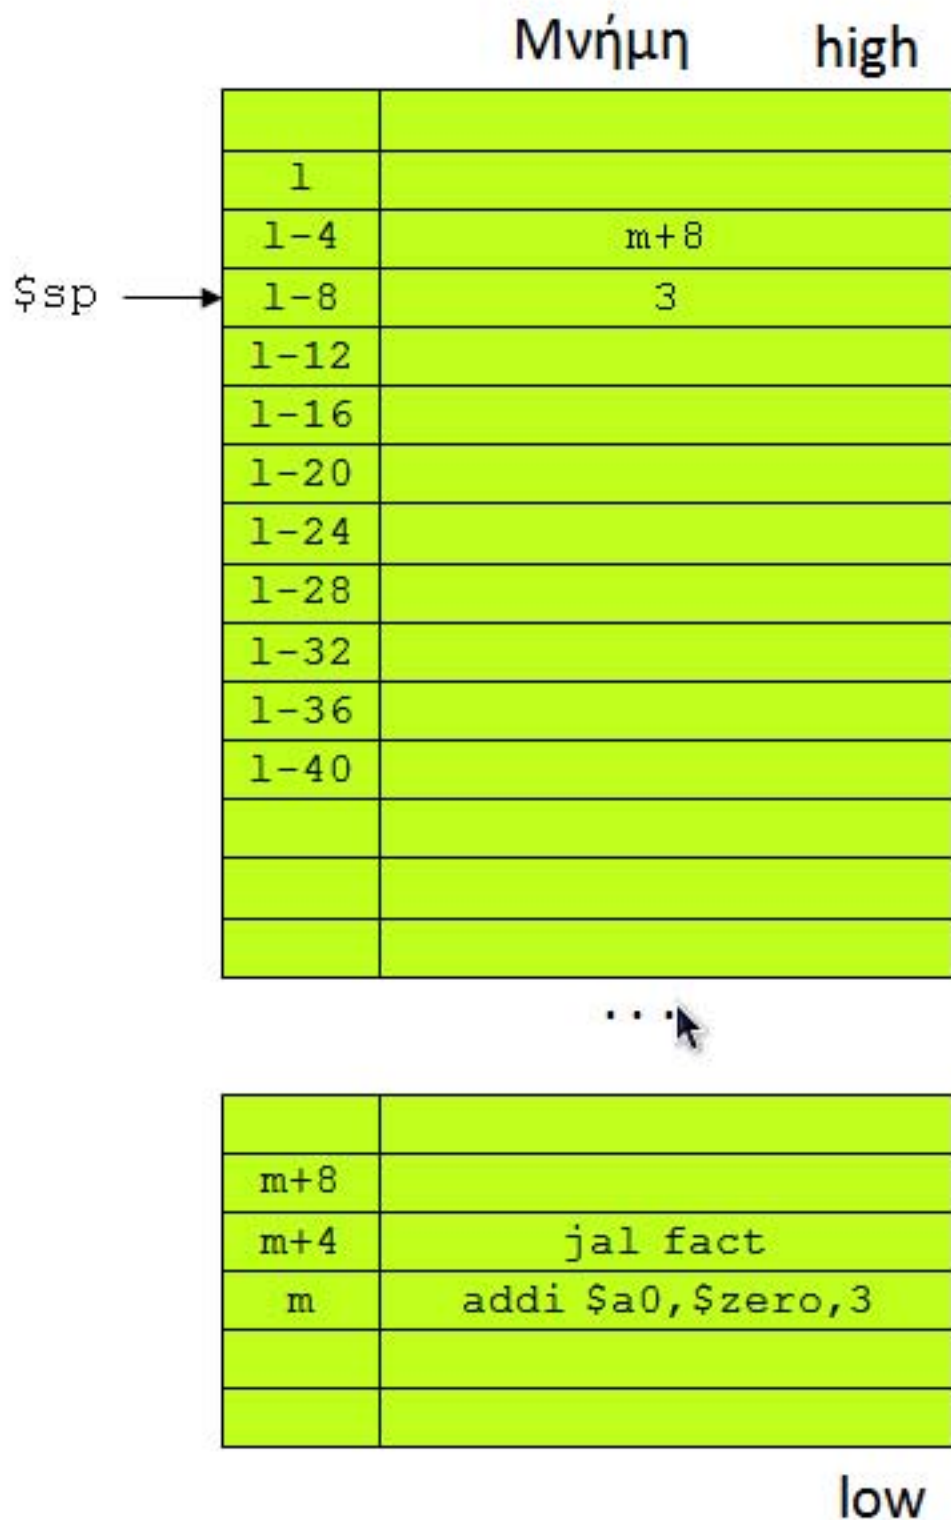 Μνήμη high
l
l-4 m+8
$sp l-8 3
l-12
l-16
l-20
l-24
l-28
l-32
l-36
l-40
...
m+8
m+4 jal fact
m addi $a0,$zero,3
low